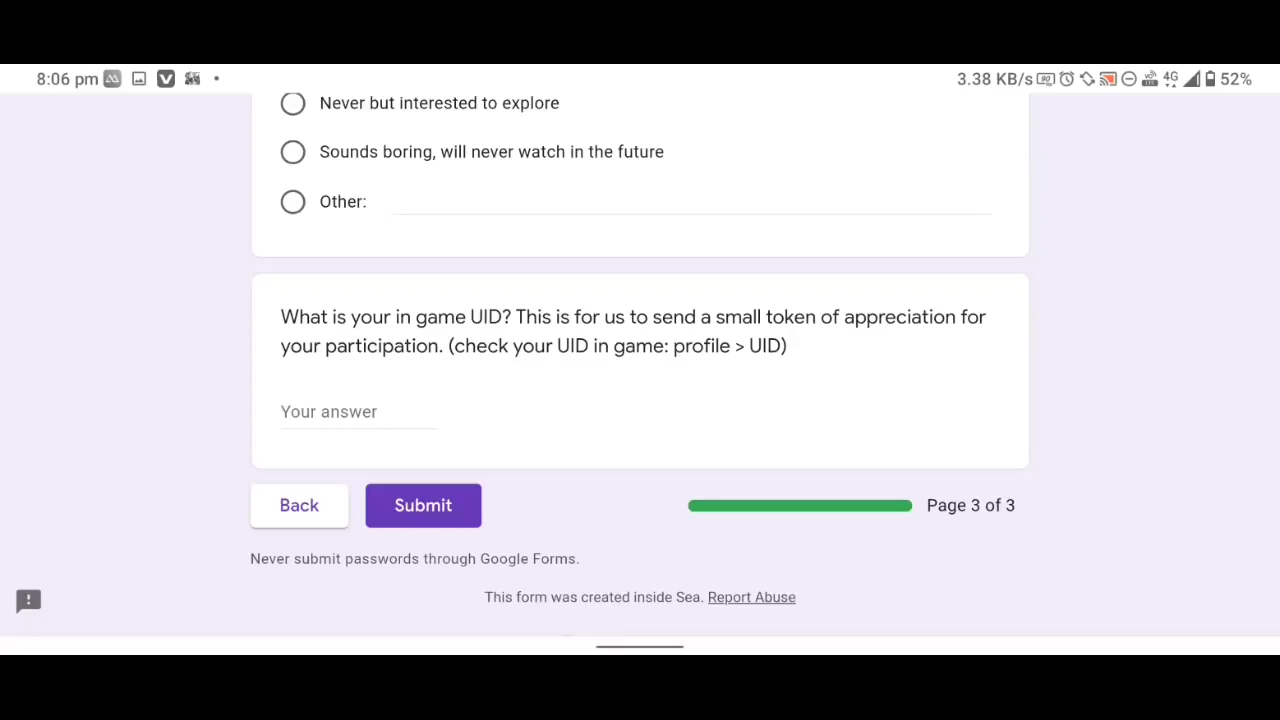 8:06 pm
3.38 KB/s 4G 52%
Never but interested to explore
Sounds boring, will never watch in the future
Other:
What is your in game UID? This is for us to send a small token of appreciation for
your participation. (check your UID in game: profile > UID)
Your answer
Back Submit Page 3 of 3
Never submit passwords through Google Forms.
This form was created inside Sea. Report Abuse